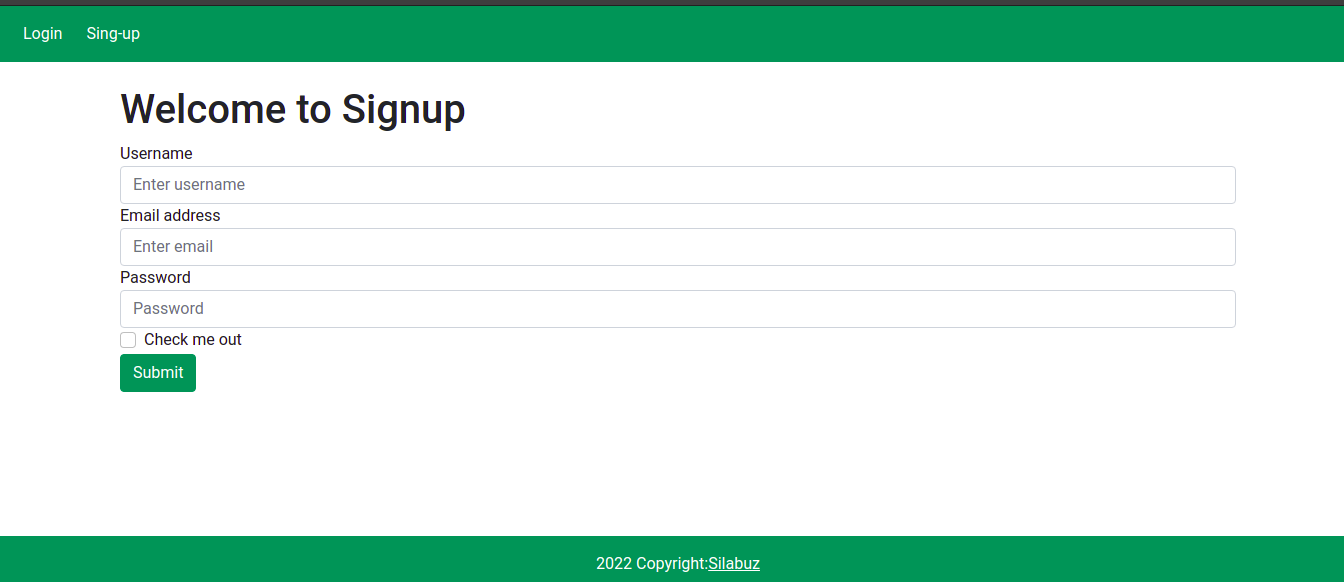 Login Sing-up
Welcome to Signup
Username
Enter username
Email address
Enter email
Password
Password
Check me out
Submit
2022 Copyright:Silabuz